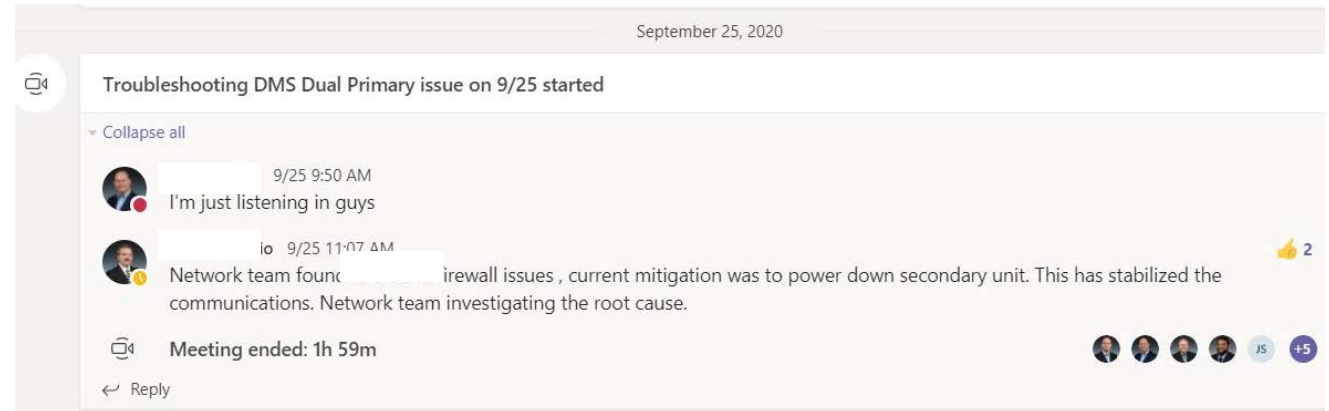 September 25, 2020
Troubleshooting DMS Dual Primary issue on 9/25 started
Collapse all
9/25 9:50 AM
I'm just listening in guys
io 9/25 11:07 AM
2
Network team foun irewall issues , current mitigation was to power down secondary unit. This has stabilized the
communications. Network team investigating the root cause.
Meeting ended: 1h 59m
JS +5
Reply